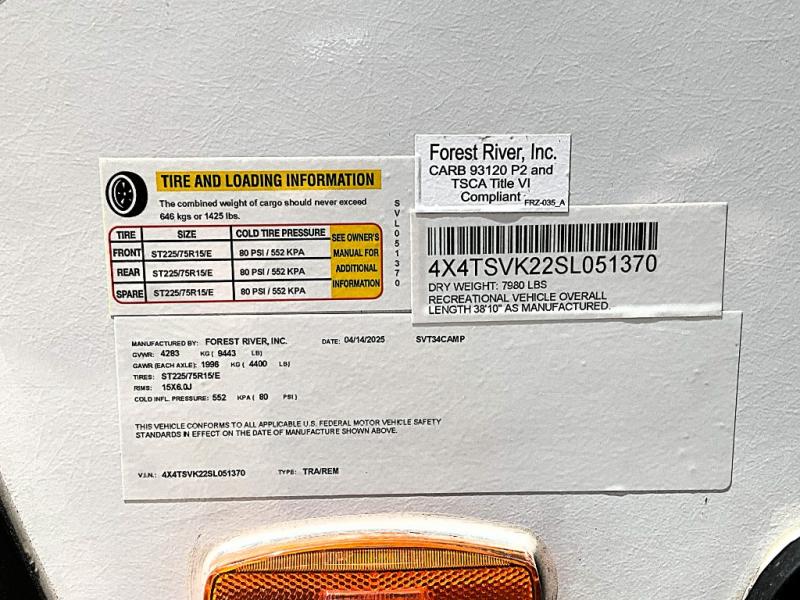 TIRE AND LOADING INFORMATION
The combined weight of cargo should never exceed
646 kgs or 1425 lbs.
TIRE SIZE COLD TIRE PRESSURE
FRONT ST225/75R15/E 80 PSI / 552 KPA
REAR ST225/75R15/E 80 PSI / 552 KPA
SPARE ST225/75R15/E 80 PSI / 552 KPA
SEE OWNER'S
MANUAL FOR
ADDITIONAL
INFORMATION
SVL051370
Forest River, Inc.
CARB 93120 P2 and
TSCA Title VI
Compliant FRZ-035_A
4X4TSVK22SL051370
DRY WEIGHT: 7980 LBS
RECREATIONAL VEHICLE OVERALL
LENGTH 38'10" AS MANUFACTURED.
MANUFACTURED BY: FOREST RIVER, INC. DATE: 04/14/2025 SVT34CAMP
GVWR: 4283 KG ( 9443 LB)
GAWR (EACH AXLE): 1996 KG ( 4400 LB)
TIRES: ST225/75R15/E
RIMS: 15X6.0J
COLD INFL. PRESSURE: 552 KPA ( 80 PSI )
THIS VEHICLE CONFORMS TO ALL APPLICABLE U.S. FEDERAL MOTOR VEHICLE SAFETY
STANDARDS IN EFFECT ON THE DATE OF MANUFACTURE SHOWN ABOVE.
V.I.N.: 4X4TSVK22SL051370 TYPE: TRA/REM